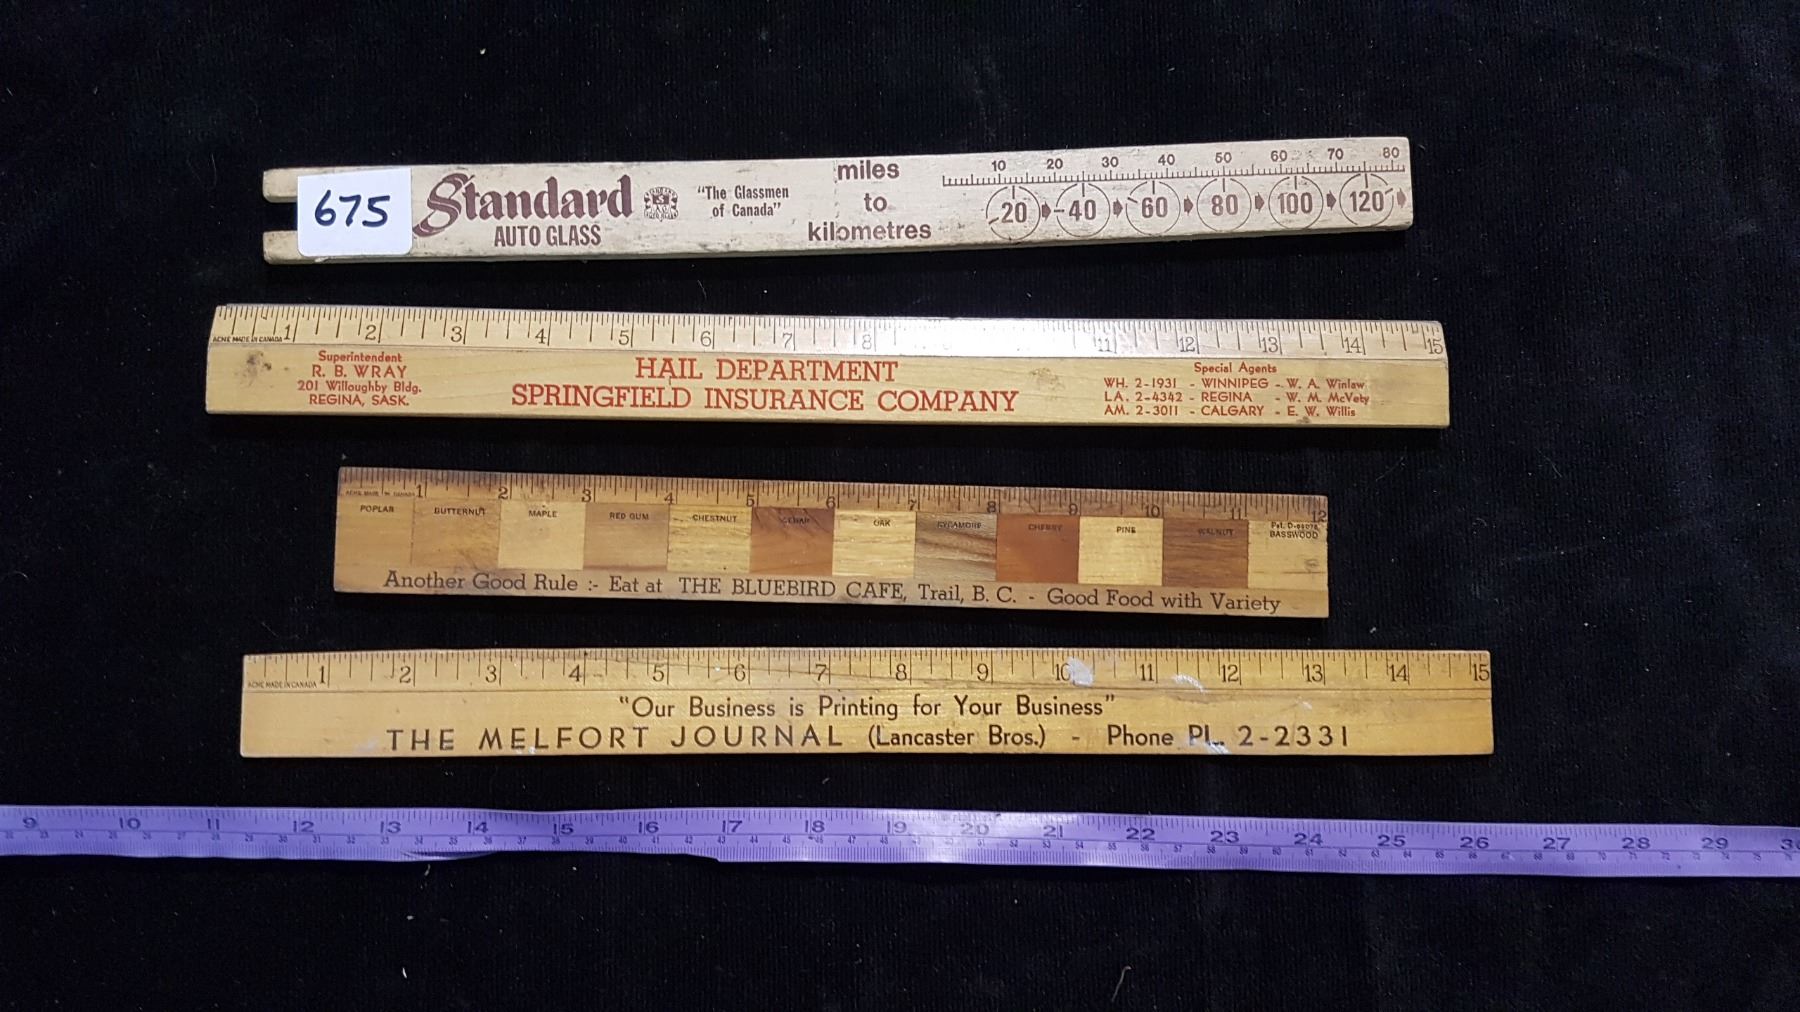 675
Standard
AUTO GLASS
"The Glassmen
of Canada"
miles
to
kilometres
10 20 30 40 50 60 70 80
20 40 60 80 100 120
1 2 3 4 5 6 7 8 11 12 13 14 15
ACME MADE IN CANADA
Superintendent
R. B. WRAY
201 Willoughby Bldg.
REGINA, SASK.
HAIL DEPARTMENT
SPRINGFIELD INSURANCE COMPANY
Special Agents
WH. 2-1931 - WINNIPEG - W. A. Winlaw
LA. 2-4342 - REGINA - W. M. McVety
AM. 2-3011 - CALGARY - E. W. Willis
1 2 3 4 5 6 7 8 9 10 11 12
ACME MADE IN CANADA
POPLAR BUTTERNUT MAPLE RED GUM CHESTNUT CEDAR OAK SYCAMORE CHERRY PINE WALNUT
BASSWOOD
Another Good Rule :- Eat at THE BLUEBIRD CAFE, Trail, B. C. - Good Food with Variety
1 2 3 4 5 6 7 8 9 10 11 12 13 14 15
ACME MADE IN CANADA
"Our Business is Printing for Your Business"
THE MELFORT JOURNAL (Lancaster Bros.) - Phone PL. 2-2331
9 10 11 12 13 14 15 16 17 18 19 20 21 22 23 24 25 26 27 28 29